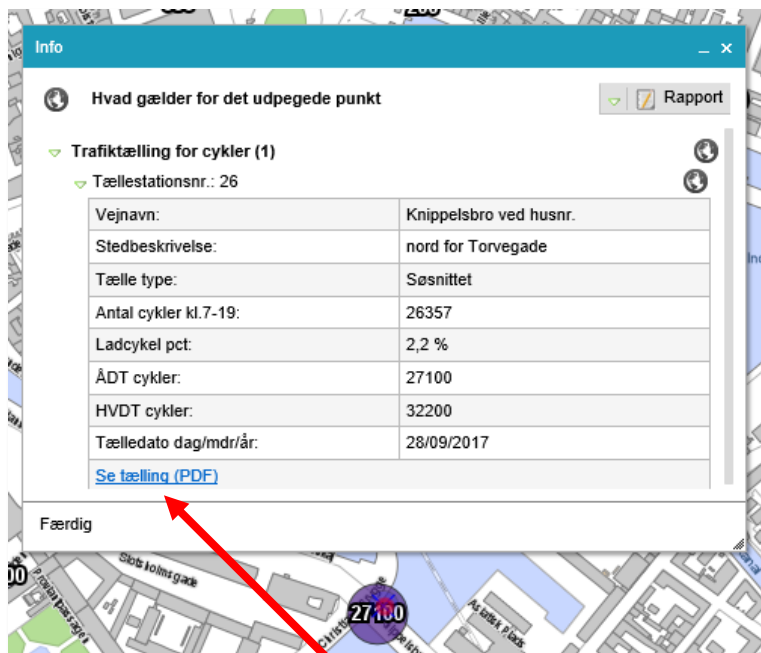 Info
Hvad gælder for det udpegede punkt
Rapport
Trafiktælling for cykler (1)
Tællestationsnr.: 26
Vejnavn: Knippelsbro ved husnr.
Stedbeskrivelse: nord for Torvegade
Tælle type: Søsnittet
Antal cykler kl.7-19: 26357
Ladcykel pct: 2,2 %
ÅDT cykler: 27100
HVDT cykler: 32200
Tælledato dag/mdr/år: 28/09/2017
Se tælling (PDF)
Færdig
Slotsholmsgade
27100
Asiatisk Plads